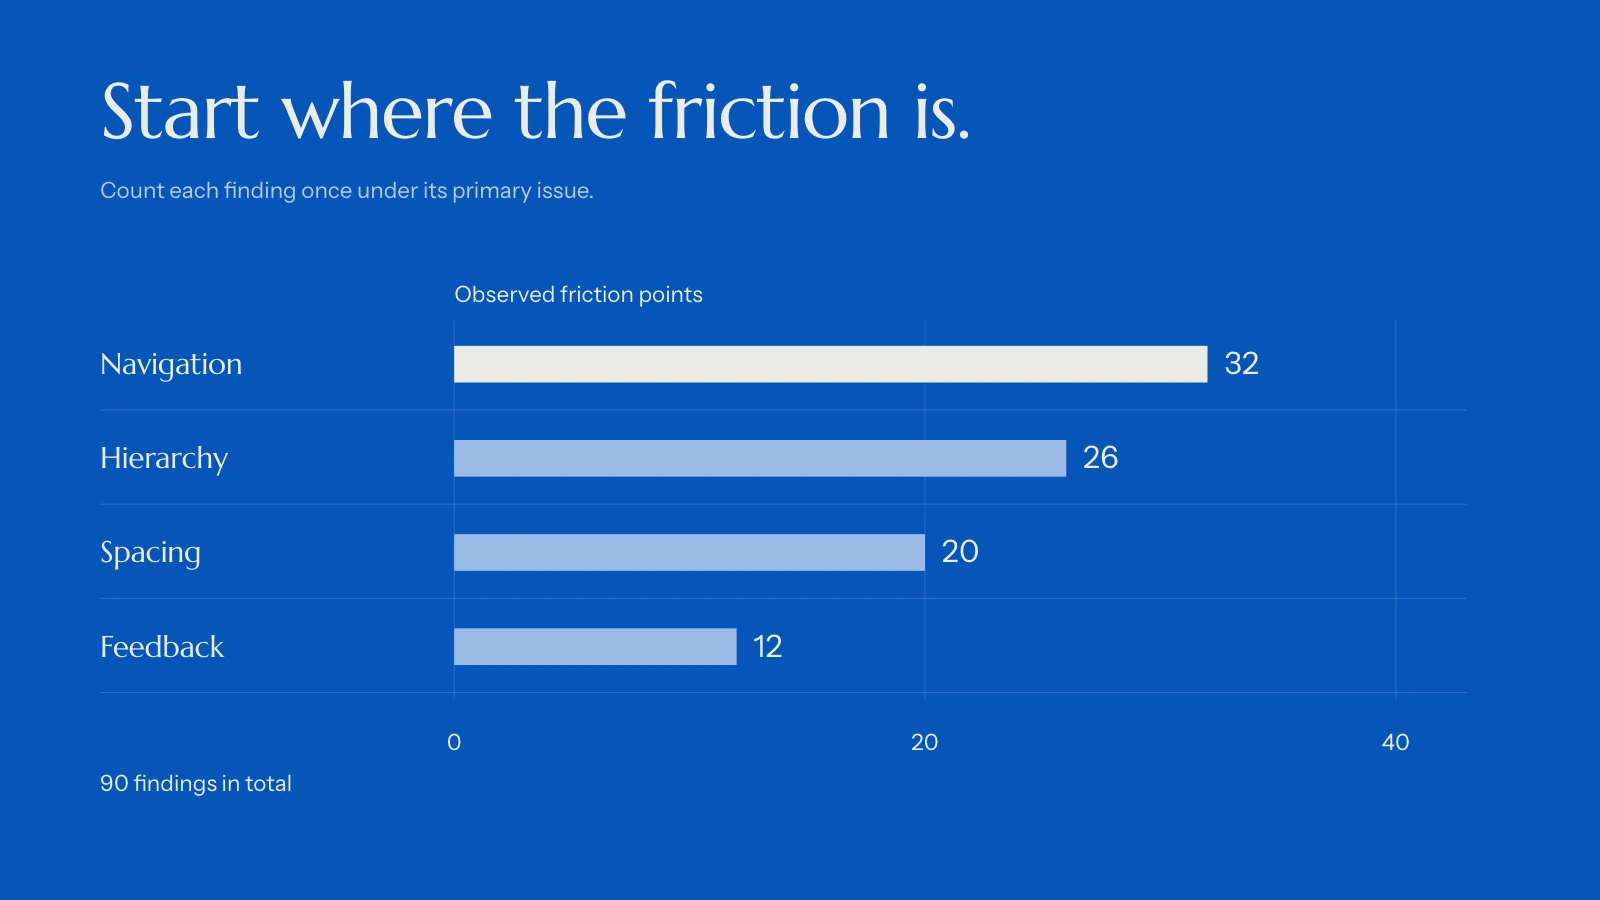 Start where the friction is.
Count each finding once under its primary issue.
Observed friction points
Navigation 32
Hierarchy 26
Spacing 20
Feedback 12
0 20 40
90 findings in total